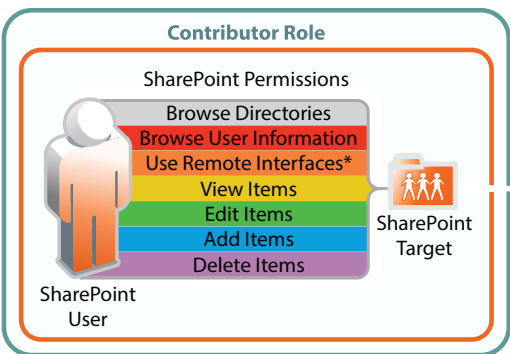 Contributor Role
SharePoint Permissions
Browse Directories
Browse User Information
Use Remote Interfaces*
View Items
Edit Items
Add Items
Delete Items
SharePoint
User
SharePoint
Target